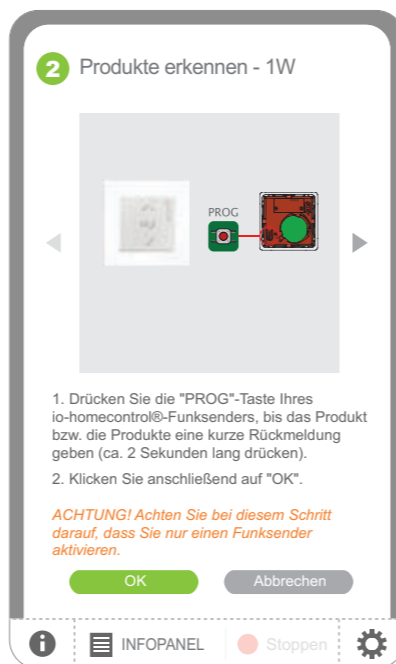 2 Produkte erkennen - 1W
PROG
1. Drücken Sie die "PROG"-Taste Ihres
io-homecontrol®-Funksenders, bis das Produkt
bzw. die Produkte eine kurze Rückmeldung
geben (ca. 2 Sekunden lang drücken).
2. Klicken Sie anschließend auf "OK".
ACHTUNG! Achten Sie bei diesem Schritt
darauf, dass Sie nur einen Funksender
aktivieren.
OK Abbrechen
i INFOPANEL Stoppen